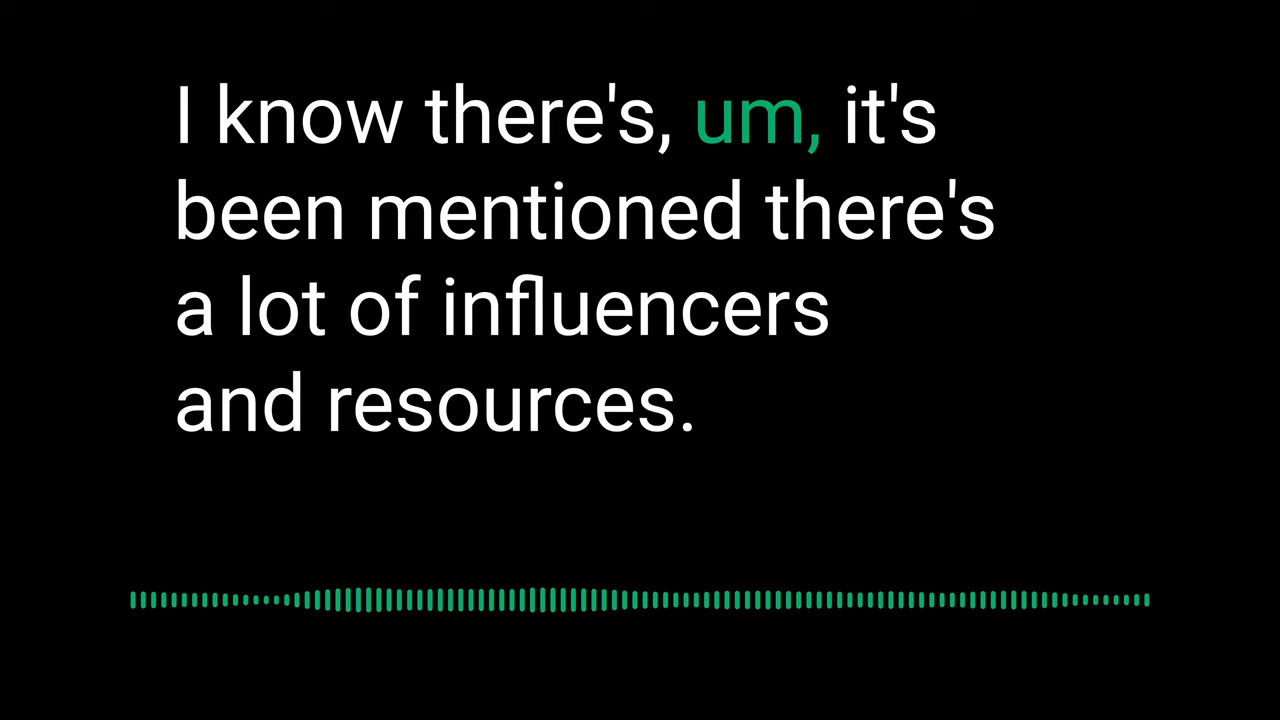 I know there's, um, it's
been mentioned there's
a lot of influencers
and resources.